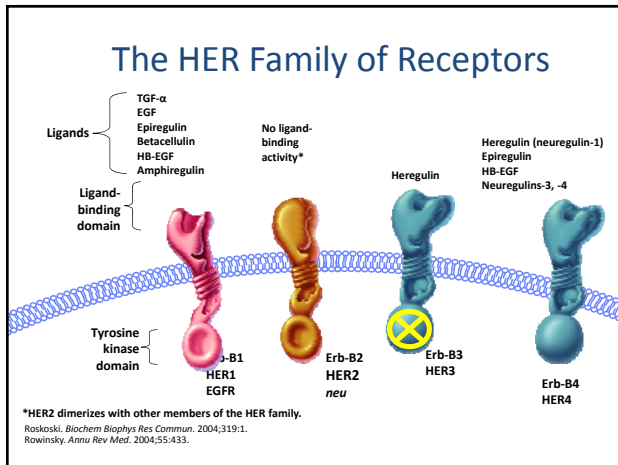 The HER Family of Receptors
Ligands
TGF-α
EGF
Epiregulin
Betacellulin
HB-EGF
Amphiregulin
No ligand-
binding
activity*
Heregulin
Heregulin (neuregulin-1)
Epiregulin
HB-EGF
Neuregulins-3, -4
Ligand-
binding
domain
Tyrosine
kinase
domain
b-B1
HER1
EGFR
Erb-B2
HER2
neu
Erb-B3
HER3
Erb-B4
HER4
*HER2 dimerizes with other members of the HER family.
Roskoski. Biochem Biophys Res Commun. 2004;319:1.
Rowinsky. Annu Rev Med. 2004;55:433.